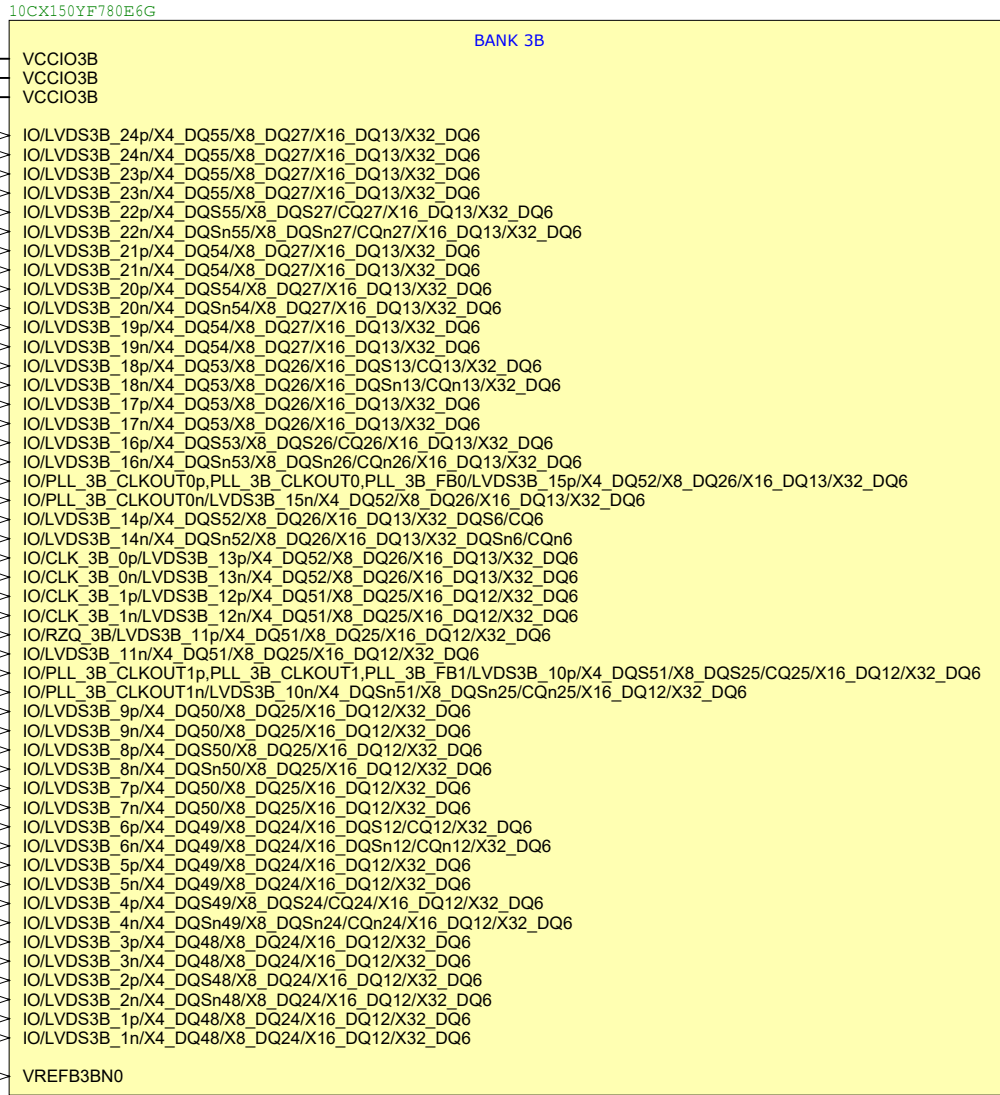 10CX150YF780E6G
BANK 3B
VCCIO3B
VCCIO3B
VCCIO3B
IO/LVDS3B_24p/X4_DQ55/X8_DQ27/X16_DQ13/X32_DQ6
IO/LVDS3B_24n/X4_DQ55/X8_DQ27/X16_DQ13/X32_DQ6
IO/LVDS3B_23p/X4_DQ55/X8_DQ27/X16_DQ13/X32_DQ6
IO/LVDS3B_23n/X4_DQ55/X8_DQ27/X16_DQ13/X32_DQ6
IO/LVDS3B_22p/X4_DQS55/X8_DQS27/CQ27/X16_DQ13/X32_DQ6
IO/LVDS3B_22n/X4_DQSn55/X8_DQSn27/CQn27/X16_DQ13/X32_DQ6
IO/LVDS3B_21p/X4_DQ54/X8_DQ27/X16_DQ13/X32_DQ6
IO/LVDS3B_21n/X4_DQ54/X8_DQ27/X16_DQ13/X32_DQ6
IO/LVDS3B_20p/X4_DQS54/X8_DQ27/X16_DQ13/X32_DQ6
IO/LVDS3B_20n/X4_DQSn54/X8_DQ27/X16_DQ13/X32_DQ6
IO/LVDS3B_19p/X4_DQ54/X8_DQ27/X16_DQ13/X32_DQ6
IO/LVDS3B_19n/X4_DQ54/X8_DQ27/X16_DQ13/X32_DQ6
IO/LVDS3B_18p/X4_DQ53/X8_DQ26/X16_DQS13/CQ13/X32_DQ6
IO/LVDS3B_18n/X4_DQ53/X8_DQ26/X16_DQSn13/CQn13/X32_DQ6
IO/LVDS3B_17p/X4_DQ53/X8_DQ26/X16_DQ13/X32_DQ6
IO/LVDS3B_17n/X4_DQ53/X8_DQ26/X16_DQ13/X32_DQ6
IO/LVDS3B_16p/X4_DQS53/X8_DQS26/CQ26/X16_DQ13/X32_DQ6
IO/LVDS3B_16n/X4_DQSn53/X8_DQSn26/CQn26/X16_DQ13/X32_DQ6
IO/PLL_3B_CLKOUT0p,PLL_3B_CLKOUT0,PLL_3B_FB0/LVDS3B_15p/X4_DQ52/X8_DQ26/X16_DQ13/X32_DQ6
IO/PLL_3B_CLKOUT0n/LVDS3B_15n/X4_DQ52/X8_DQ26/X16_DQ13/X32_DQ6
IO/LVDS3B_14p/X4_DQS52/X8_DQ26/X16_DQ13/X32_DQS6/CQ6
IO/LVDS3B_14n/X4_DQSn52/X8_DQ26/X16_DQ13/X32_DQSn6/CQn6
IO/CLK_3B_0p/LVDS3B_13p/X4_DQ52/X8_DQ26/X16_DQ13/X32_DQ6
IO/CLK_3B_0n/LVDS3B_13n/X4_DQ52/X8_DQ26/X16_DQ13/X32_DQ6
IO/CLK_3B_1p/LVDS3B_12p/X4_DQ51/X8_DQ25/X16_DQ12/X32_DQ6
IO/CLK_3B_1n/LVDS3B_12n/X4_DQ51/X8_DQ25/X16_DQ12/X32_DQ6
IO/RZQ_3B/LVDS3B_11p/X4_DQ51/X8_DQ25/X16_DQ12/X32_DQ6
IO/LVDS3B_11n/X4_DQ51/X8_DQ25/X16_DQ12/X32_DQ6
IO/PLL_3B_CLKOUT1p,PLL_3B_CLKOUT1,PLL_3B_FB1/LVDS3B_10p/X4_DQS51/X8_DQS25/CQ25/X16_DQ12/X32_DQ6
IO/PLL_3B_CLKOUT1n/LVDS3B_10n/X4_DQSn51/X8_DQSn25/CQn25/X16_DQ12/X32_DQ6
IO/LVDS3B_9p/X4_DQ50/X8_DQ25/X16_DQ12/X32_DQ6
IO/LVDS3B_9n/X4_DQ50/X8_DQ25/X16_DQ12/X32_DQ6
IO/LVDS3B_8p/X4_DQS50/X8_DQ25/X16_DQ12/X32_DQ6
IO/LVDS3B_8n/X4_DQSn50/X8_DQ25/X16_DQ12/X32_DQ6
IO/LVDS3B_7p/X4_DQ50/X8_DQ25/X16_DQ12/X32_DQ6
IO/LVDS3B_7n/X4_DQ50/X8_DQ25/X16_DQ12/X32_DQ6
IO/LVDS3B_6p/X4_DQ49/X8_DQ24/X16_DQS12/CQ12/X32_DQ6
IO/LVDS3B_6n/X4_DQ49/X8_DQ24/X16_DQSn12/CQn12/X32_DQ6
IO/LVDS3B_5p/X4_DQ49/X8_DQ24/X16_DQ12/X32_DQ6
IO/LVDS3B_5n/X4_DQ49/X8_DQ24/X16_DQ12/X32_DQ6
IO/LVDS3B_4p/X4_DQS49/X8_DQS24/CQ24/X16_DQ12/X32_DQ6
IO/LVDS3B_4n/X4_DQSn49/X8_DQSn24/CQn24/X16_DQ12/X32_DQ6
IO/LVDS3B_3p/X4_DQ48/X8_DQ24/X16_DQ12/X32_DQ6
IO/LVDS3B_3n/X4_DQ48/X8_DQ24/X16_DQ12/X32_DQ6
IO/LVDS3B_2p/X4_DQS48/X8_DQ24/X16_DQ12/X32_DQ6
IO/LVDS3B_2n/X4_DQSn48/X8_DQ24/X16_DQ12/X32_DQ6
IO/LVDS3B_1p/X4_DQ48/X8_DQ24/X16_DQ12/X32_DQ6
IO/LVDS3B_1n/X4_DQ48/X8_DQ24/X16_DQ12/X32_DQ6
VREFB3BN0